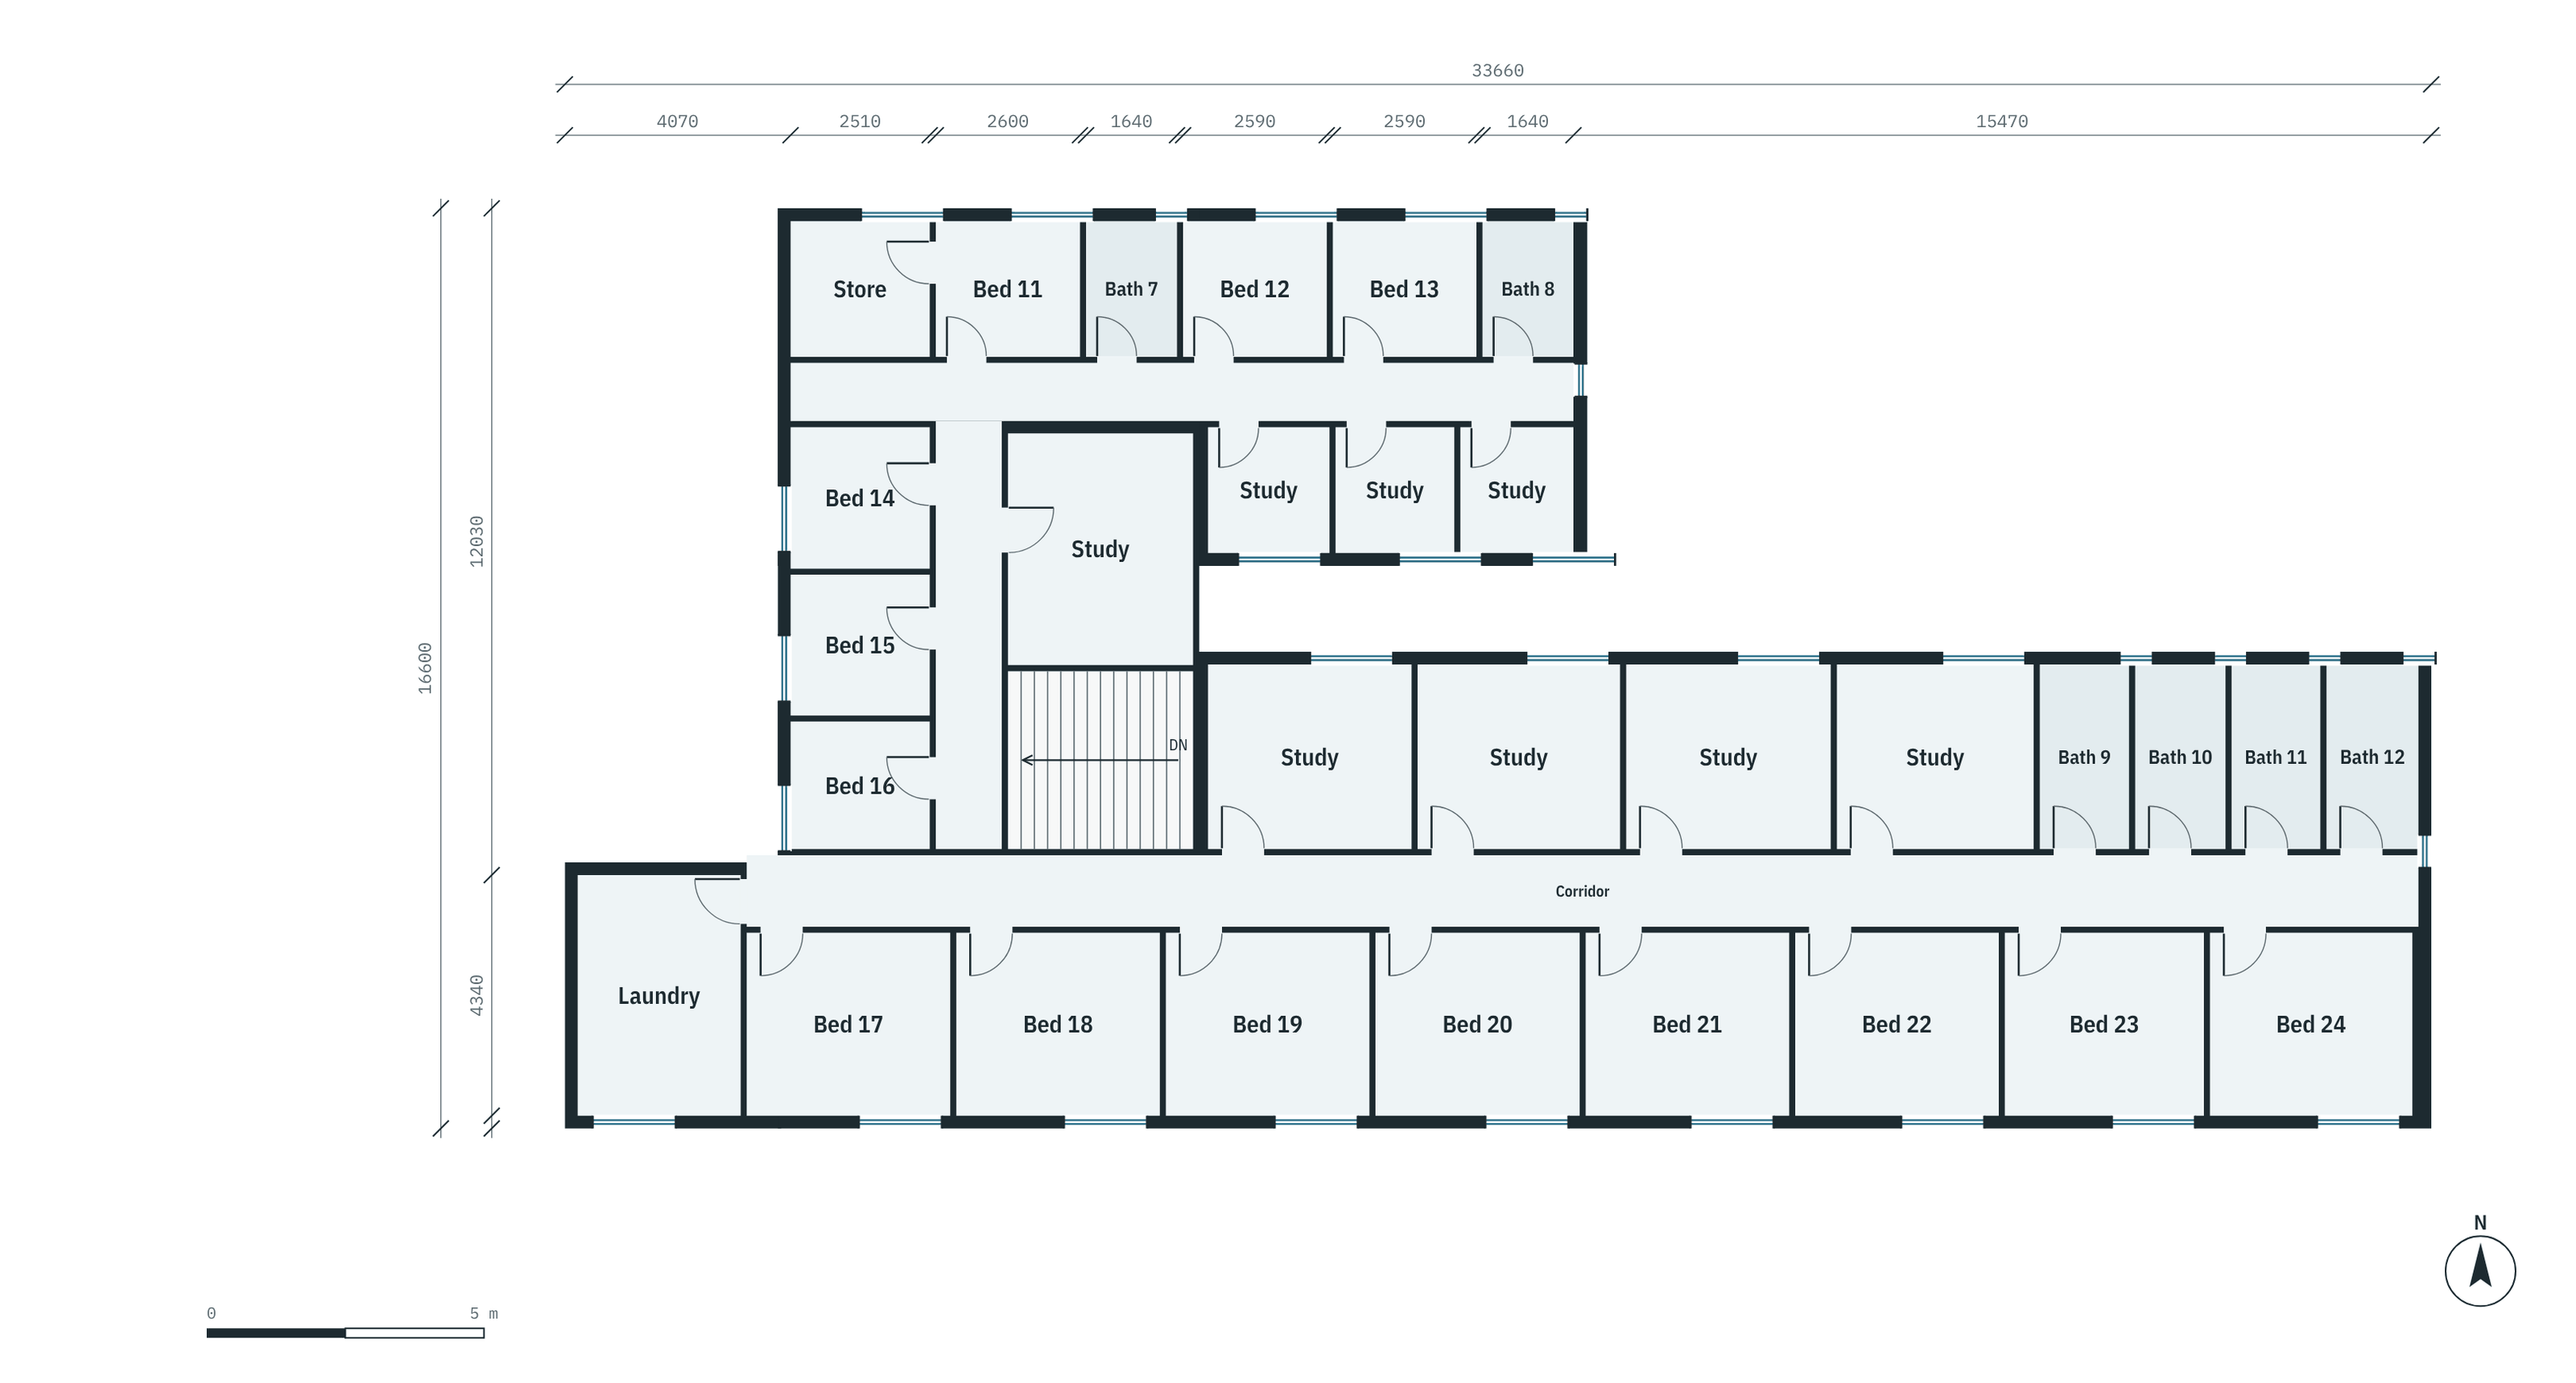 33660
4070 2510 2600 1640 2590 2590 1640 15470
Store Bed 11 Bath 7 Bed 12 Bed 13 Bath 8
12030
16600
4340
Bed 14 Study Study Study
Study
Bed 15
Bed 16
DN
Study Study Study Study Bath 9 Bath 10 Bath 11 Bath 12
Corridor
Laundry
Bed 17 Bed 18 Bed 19 Bed 20 Bed 21 Bed 22 Bed 23 Bed 24
N
0 5 m